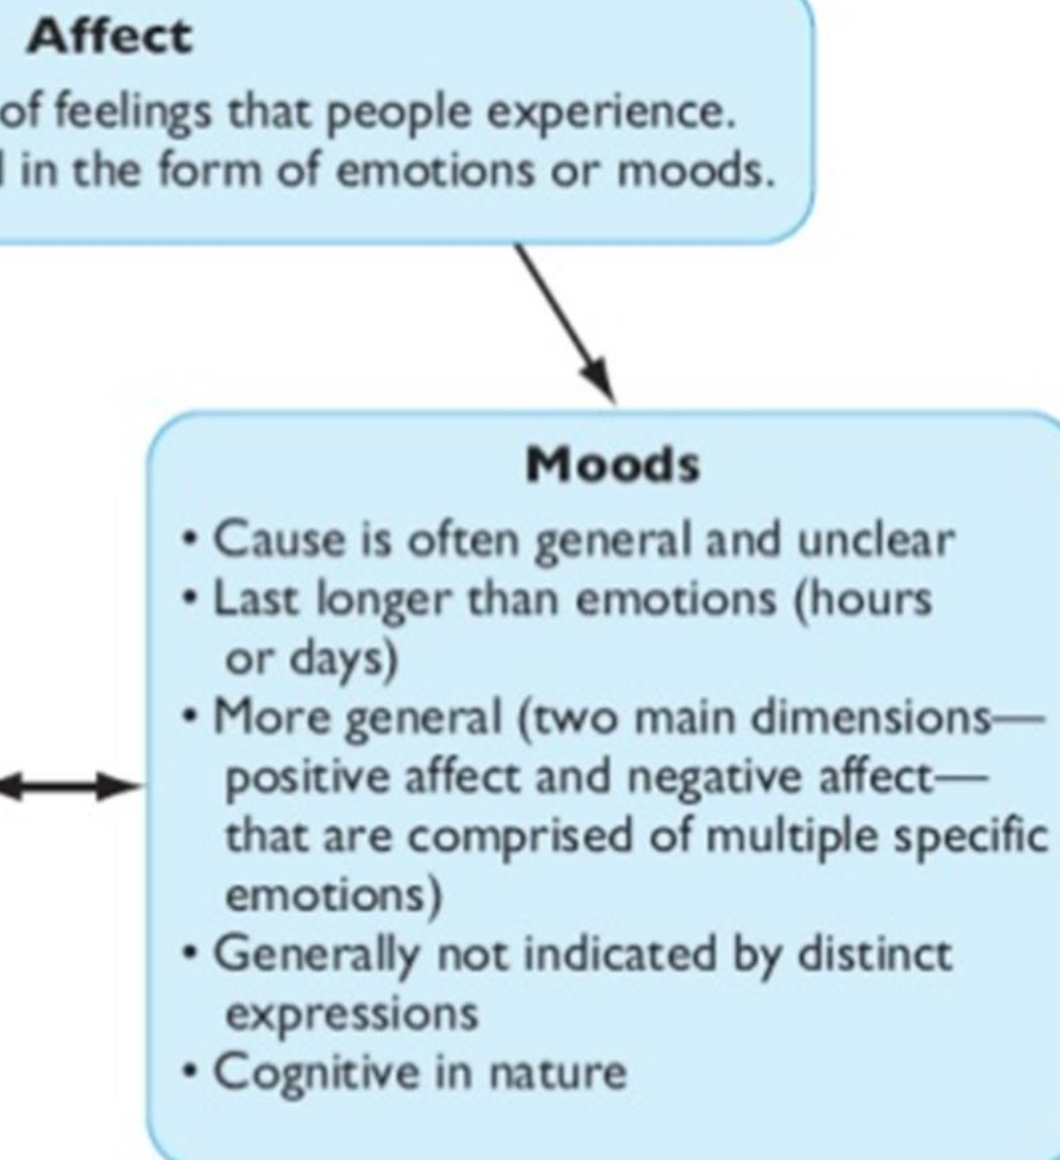 Affect
of feelings that people experience.
in the form of emotions or moods.
Moods
• Cause is often general and unclear
• Last longer than emotions (hours
or days)
• More general (two main dimensions—
positive affect and negative affect—
that are comprised of multiple specific
emotions)
• Generally not indicated by distinct
expressions
• Cognitive in nature